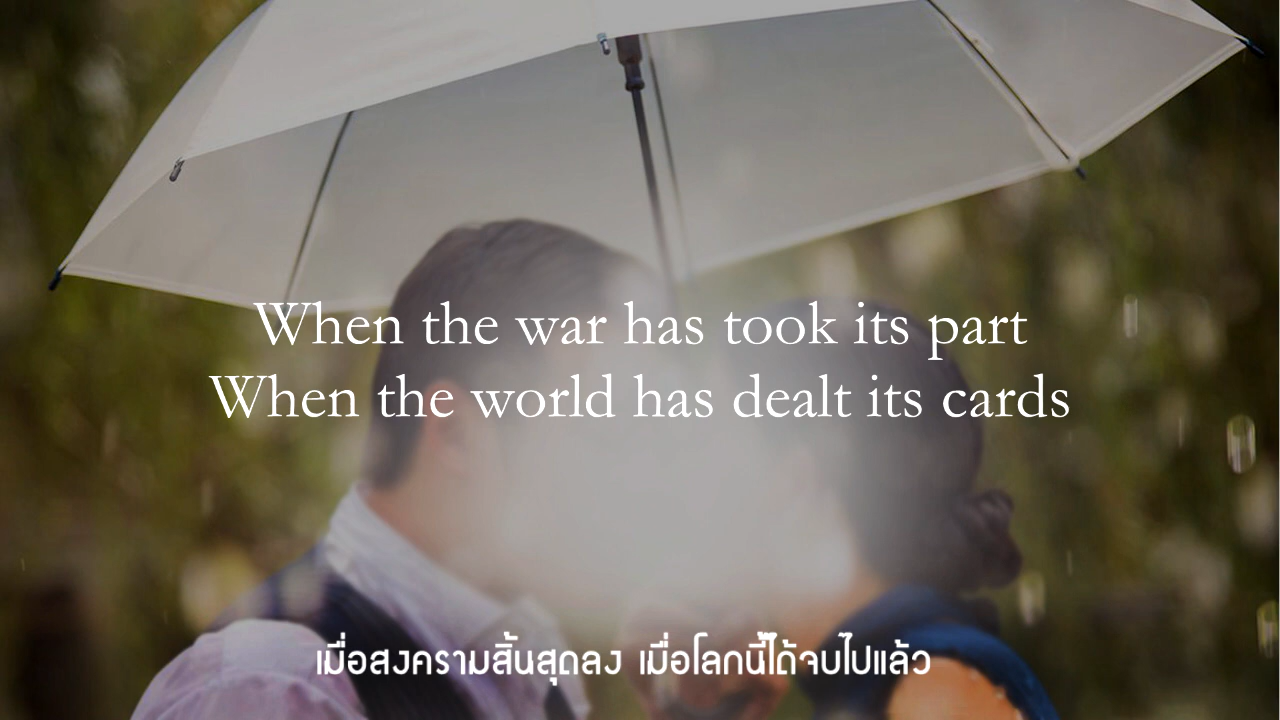 When the war has took its part
When the world has dealt its cards
เมื่อสงครามสิ้นสุดลง เมื่อโลกนี้ได้จบไปแล้ว